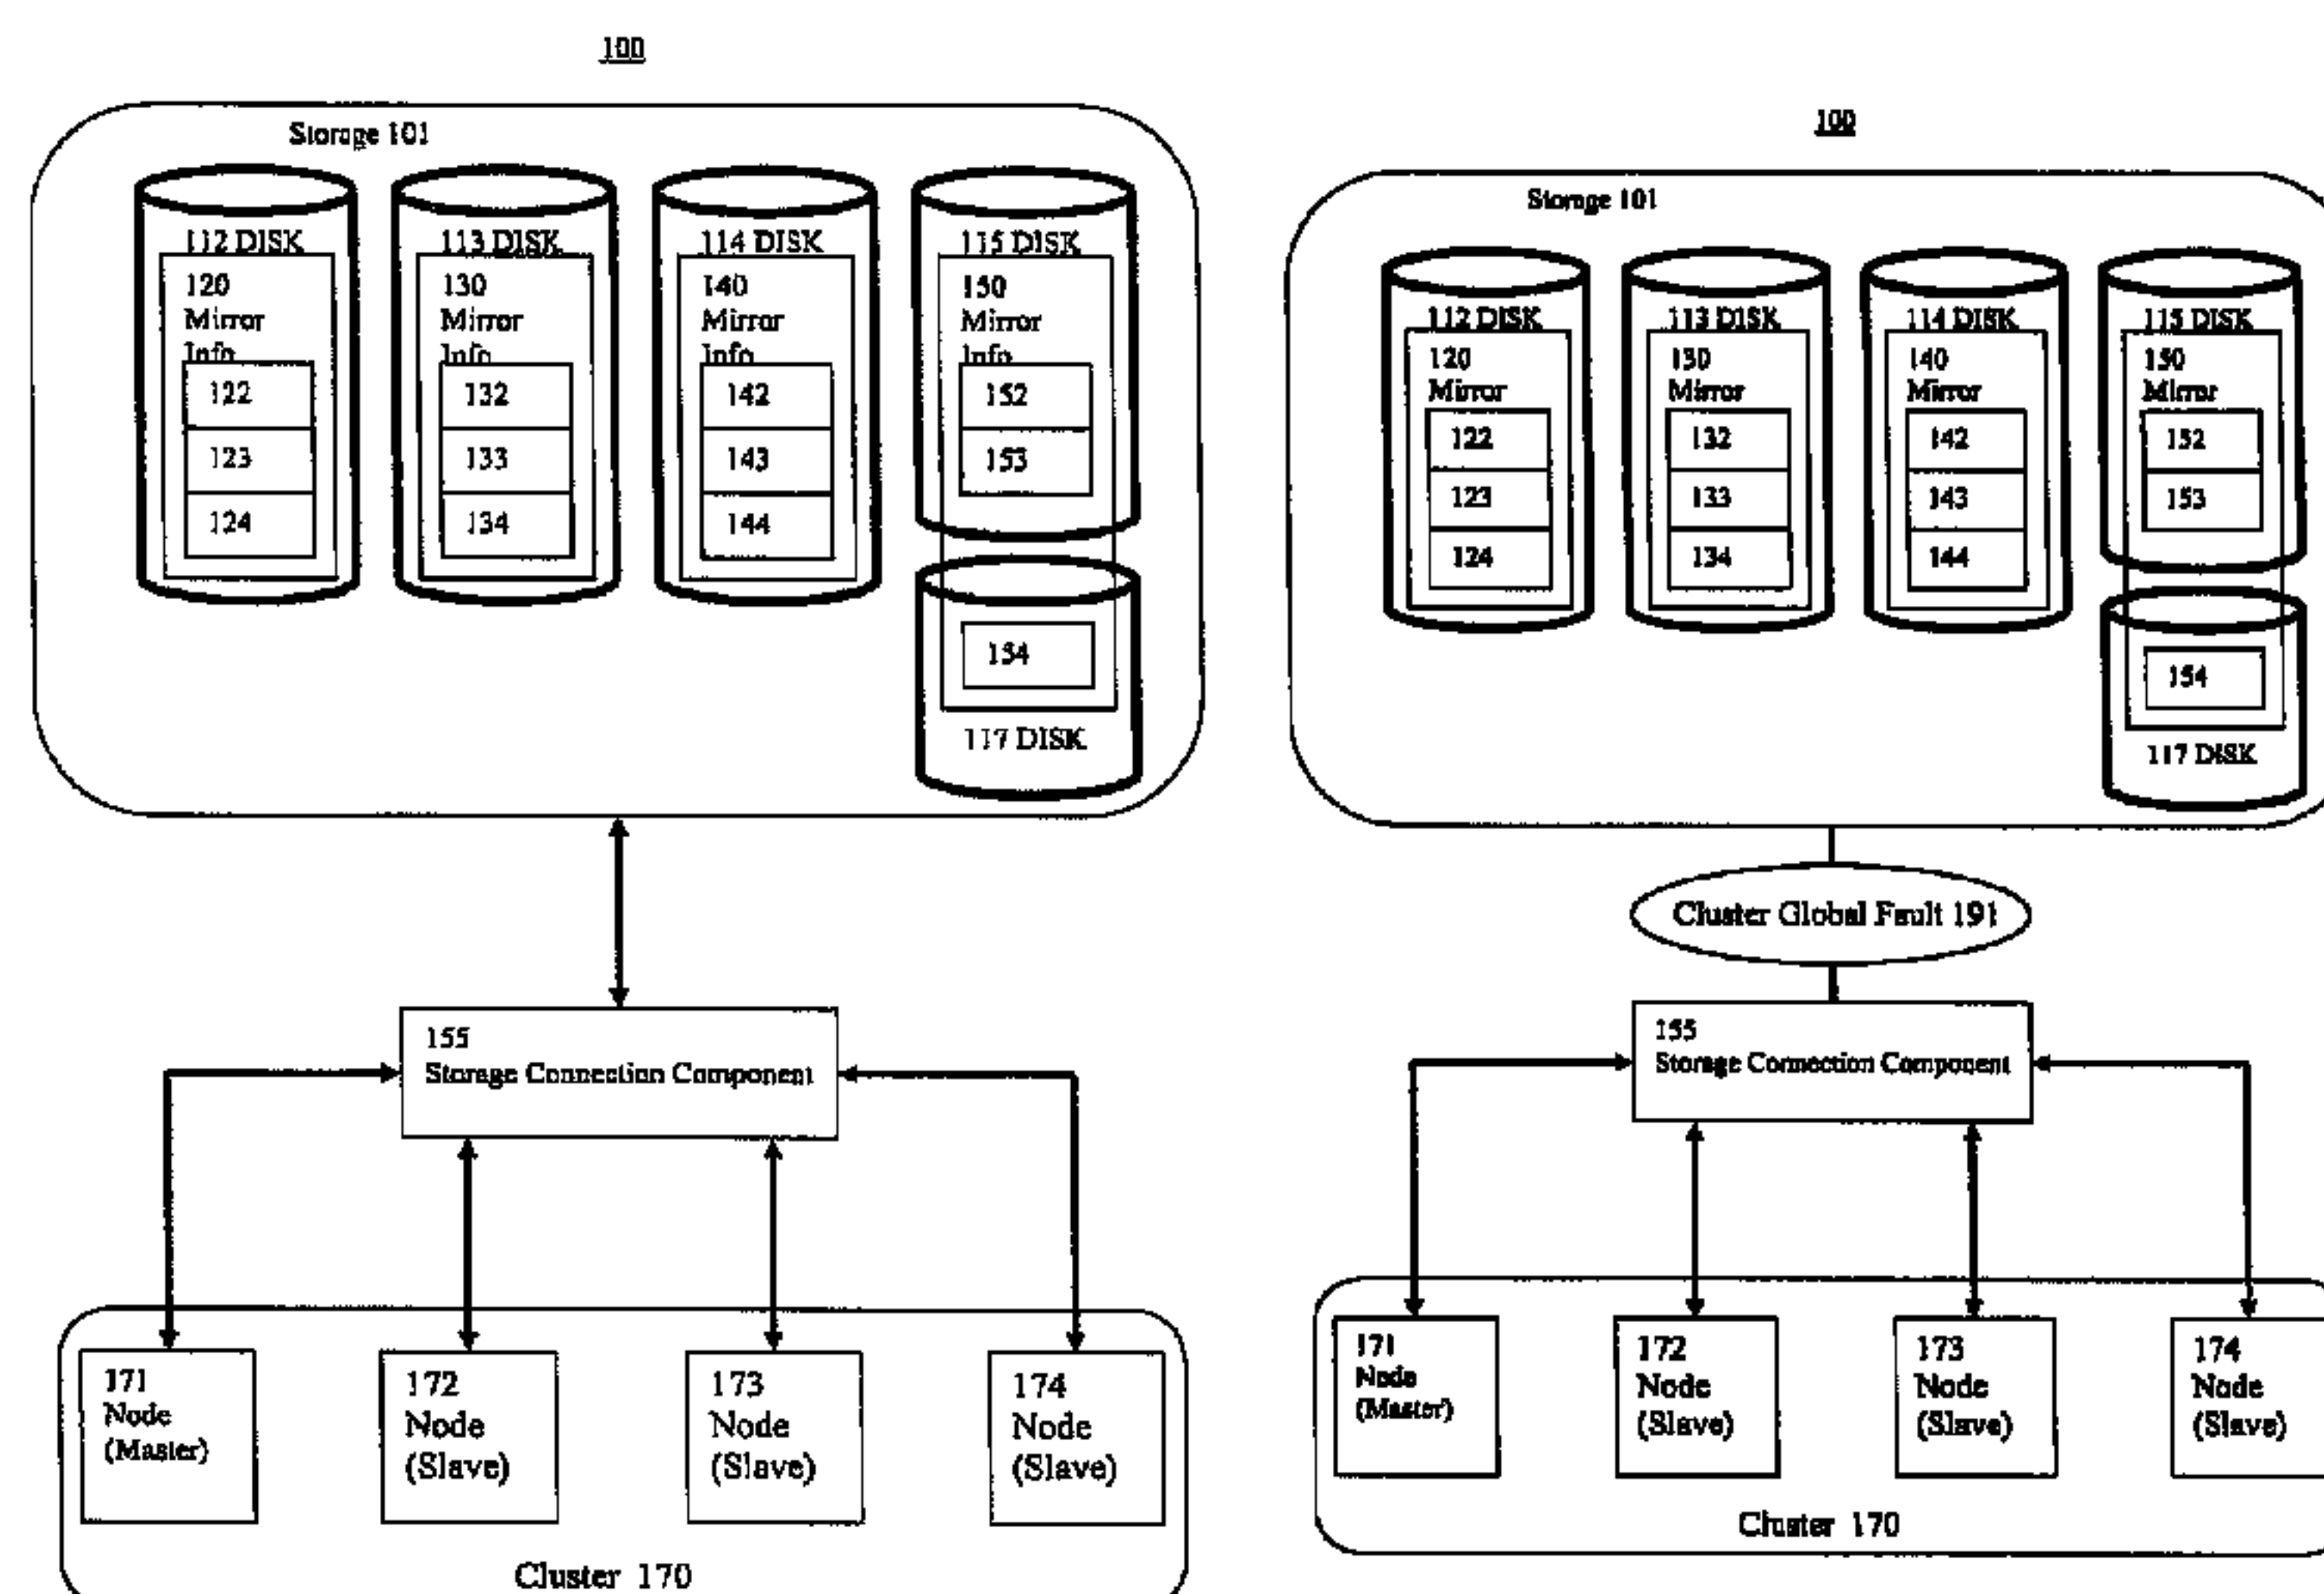 100
Storage 101
112 DISK
120
Mirror
Info
122
123
124
113 DISK
130
Mirror
Info
132
133
134
114 DISK
140
Mirror
Info
142
143
144
115 DISK
150
Mirror
Info
152
153
154
117 DISK
155
Storage Connection Component
171
Node
(Master)
172
Node
(Slave)
173
Node
(Slave)
174
Node
(Slave)
Cluster 170
100
Storage 101
112 DISK
120
Mirror
122
123
124
113 DISK
130
Mirror
132
133
134
114 DISK
140
Mirror
142
143
144
115 DISK
150
Mirror
152
153
154
117 DISK
Cluster Global Fault 191
155
Storage Connection Component
171
Node
(Master)
172
Node
(Slave)
173
Node
(Slave)
174
Node
(Slave)
Cluster 170